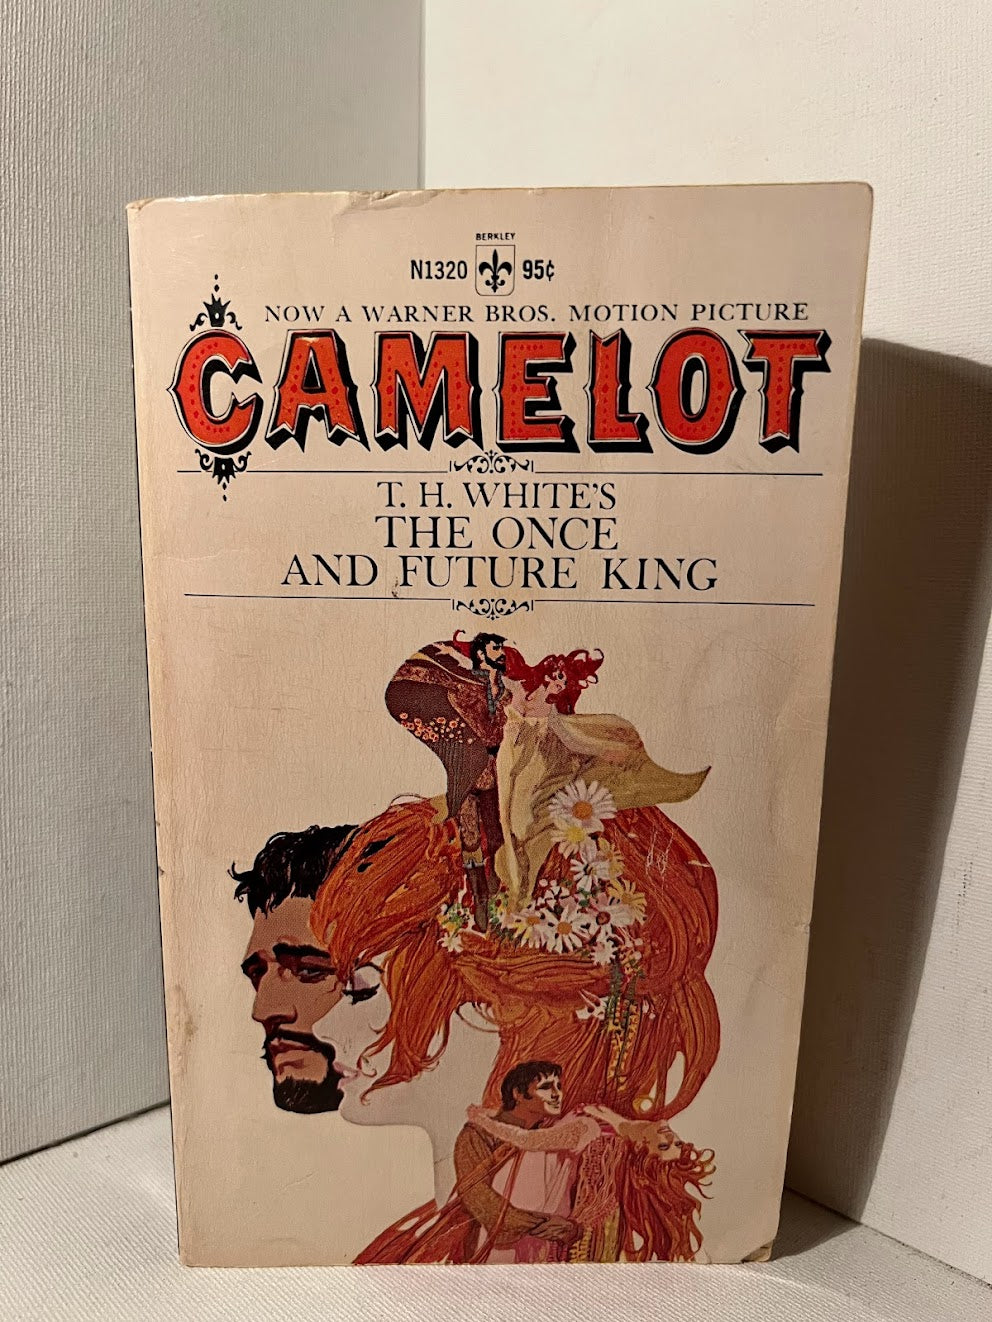 BERKLEY
N1320 95¢
NOW A WARNER BROS. MOTION PICTURE
CAMELOT
T. H. WHITE'S
THE ONCE
AND FUTURE KING